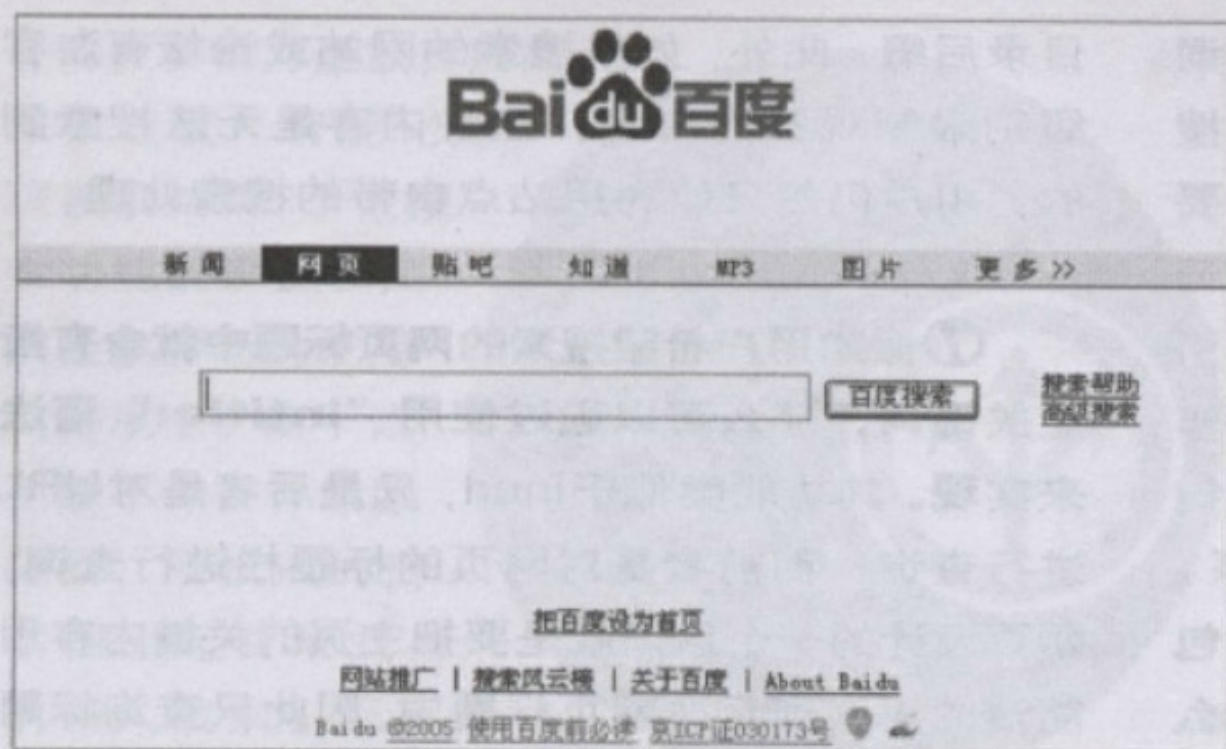 Bai du 百度
新闻 网页 贴吧 知道 MP3 图片 更多>>
百度搜索
搜索帮助
高级搜索
把百度设为首页
网站推广 | 搜索风云榜 | 关于百度 | About Baidu
Baidu ©2005 使用百度前必读 京ICP证030173号